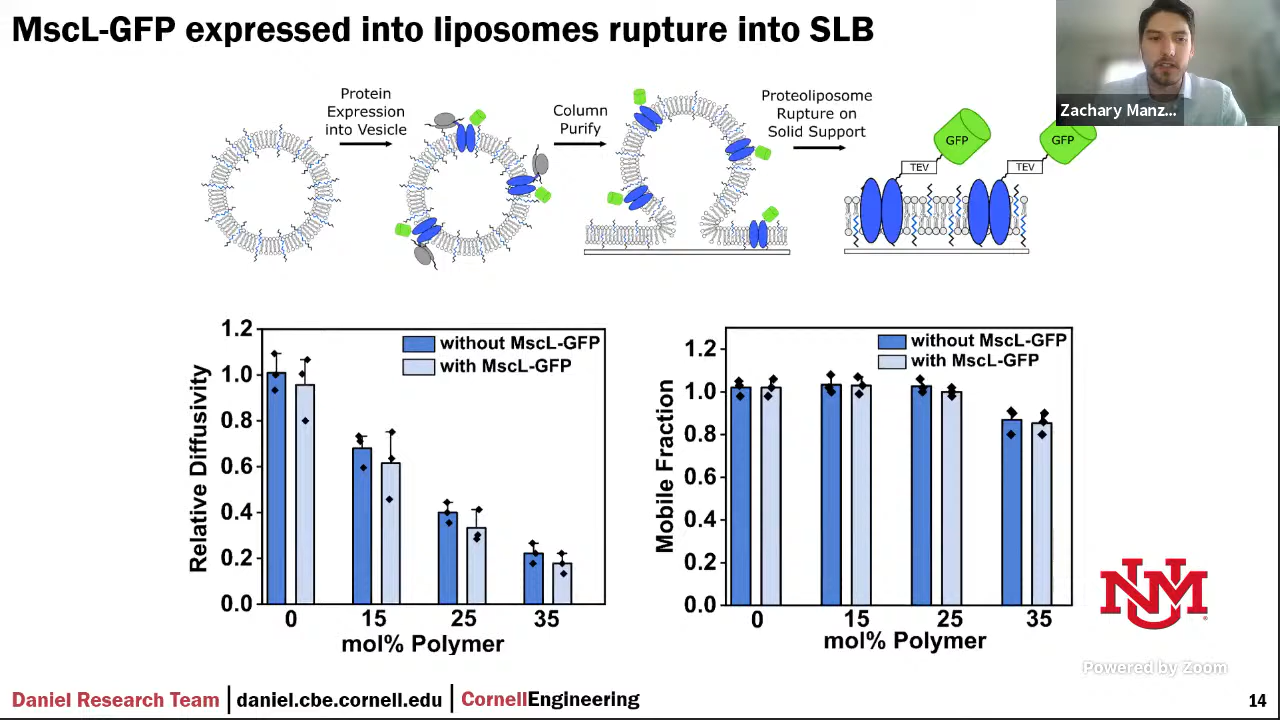 MscL-GFP expressed into liposomes rupture into SLB
Zachary Manz...
Protein
Expression
into Vesicle
Column
Purify
Proteoliposome
Rupture on
Solid Support
GFP
GFP
TEV
TEV
1.2
1.0
0.8
0.6
0.4
0.2
0.0
Relative Diffusivity
without MscL-GFP
with MscL-GFP
0 15 25 35
mol% Polymer
1.2
1.0
0.8
0.6
0.4
0.2
0.0
Mobile Fraction
without MscL-GFP
with MscL-GFP
0 15 25 35
mol% Polymer
UNM
Powered by Zoom
Daniel Research Team | daniel.cbe.cornell.edu | CornellEngineering
14